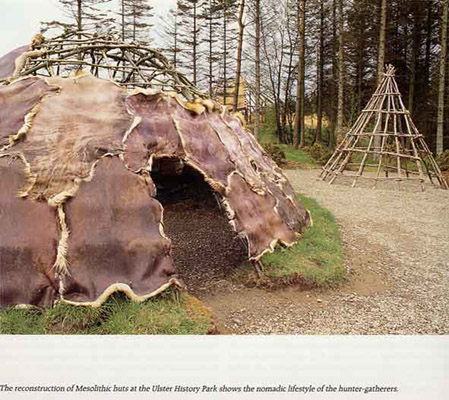 The reconstruction of Mesolithic huts at the Ulster History Park shows the nomadic lifestyle of the hunter-gatherers.